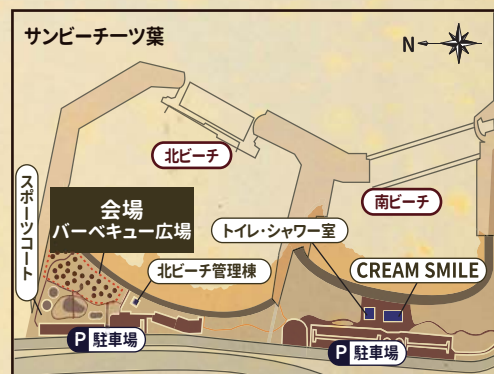 サンビーチ一ツ葉
N
北ビーチ
南ビーチ
スポーツコート
会場
バーベキュー広場
トイレ・シャワー室
北ビーチ管理棟
CREAM SMILE
P 駐車場
P 駐車場